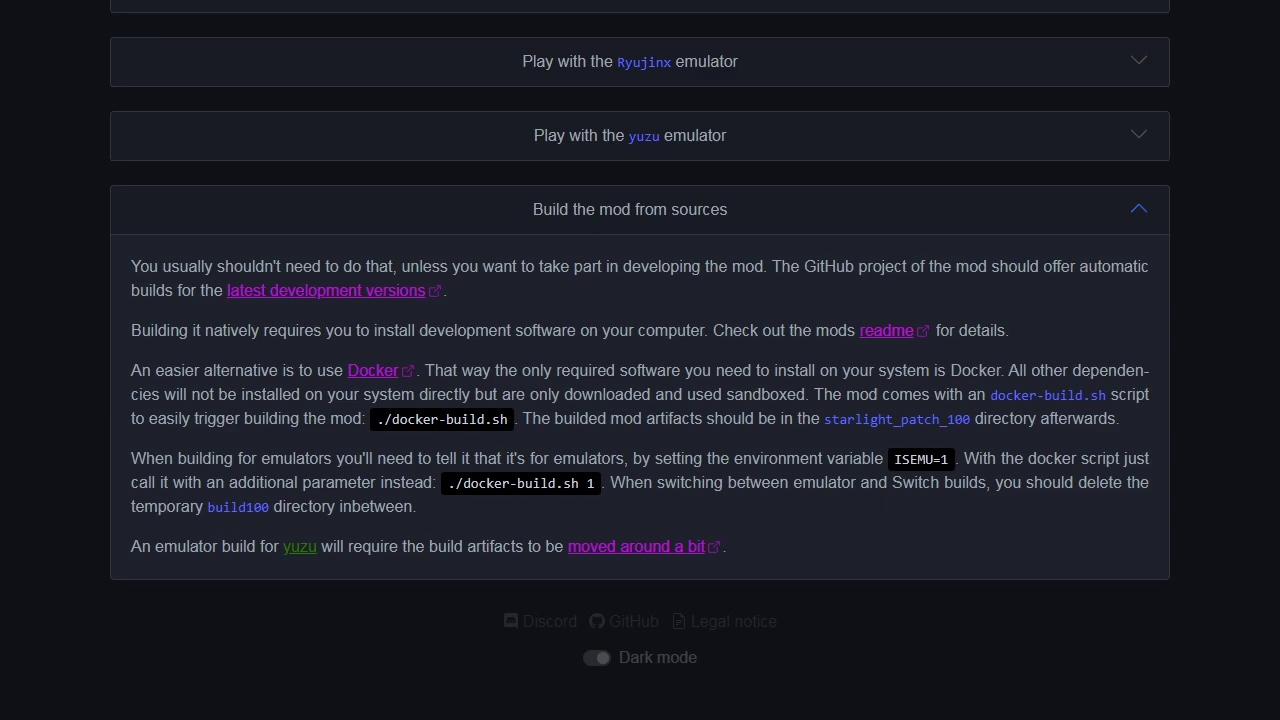 Play with the Ryujinx emulator
Play with the yuzu emulator
Build the mod from sources
You usually shouldn't need to do that, unless you want to take part in developing the mod. The GitHub project of the mod should offer automatic
builds for the latest development versions.
Building it natively requires you to install development software on your computer. Check out the mods readme for details.
An easier alternative is to use Docker. That way the only required software you need to install on your system is Docker. All other dependen-
cies will not be installed on your system directly but are only downloaded and used sandboxed. The mod comes with an docker-build.sh script
to easily trigger building the mod: ./docker-build.sh. The builded mod artifacts should be in the starlight_patch_100 directory afterwards.
When building for emulators you'll need to tell it that it's for emulators, by setting the environment variable ISEMU=1. With the docker script just
call it with an additional parameter instead: ./docker-build.sh 1. When switching between emulator and Switch builds, you should delete the
temporary build100 directory inbetween.
An emulator build for yuzu will require the build artifacts to be moved around a bit.
Discord GitHub Legal notice
Dark mode